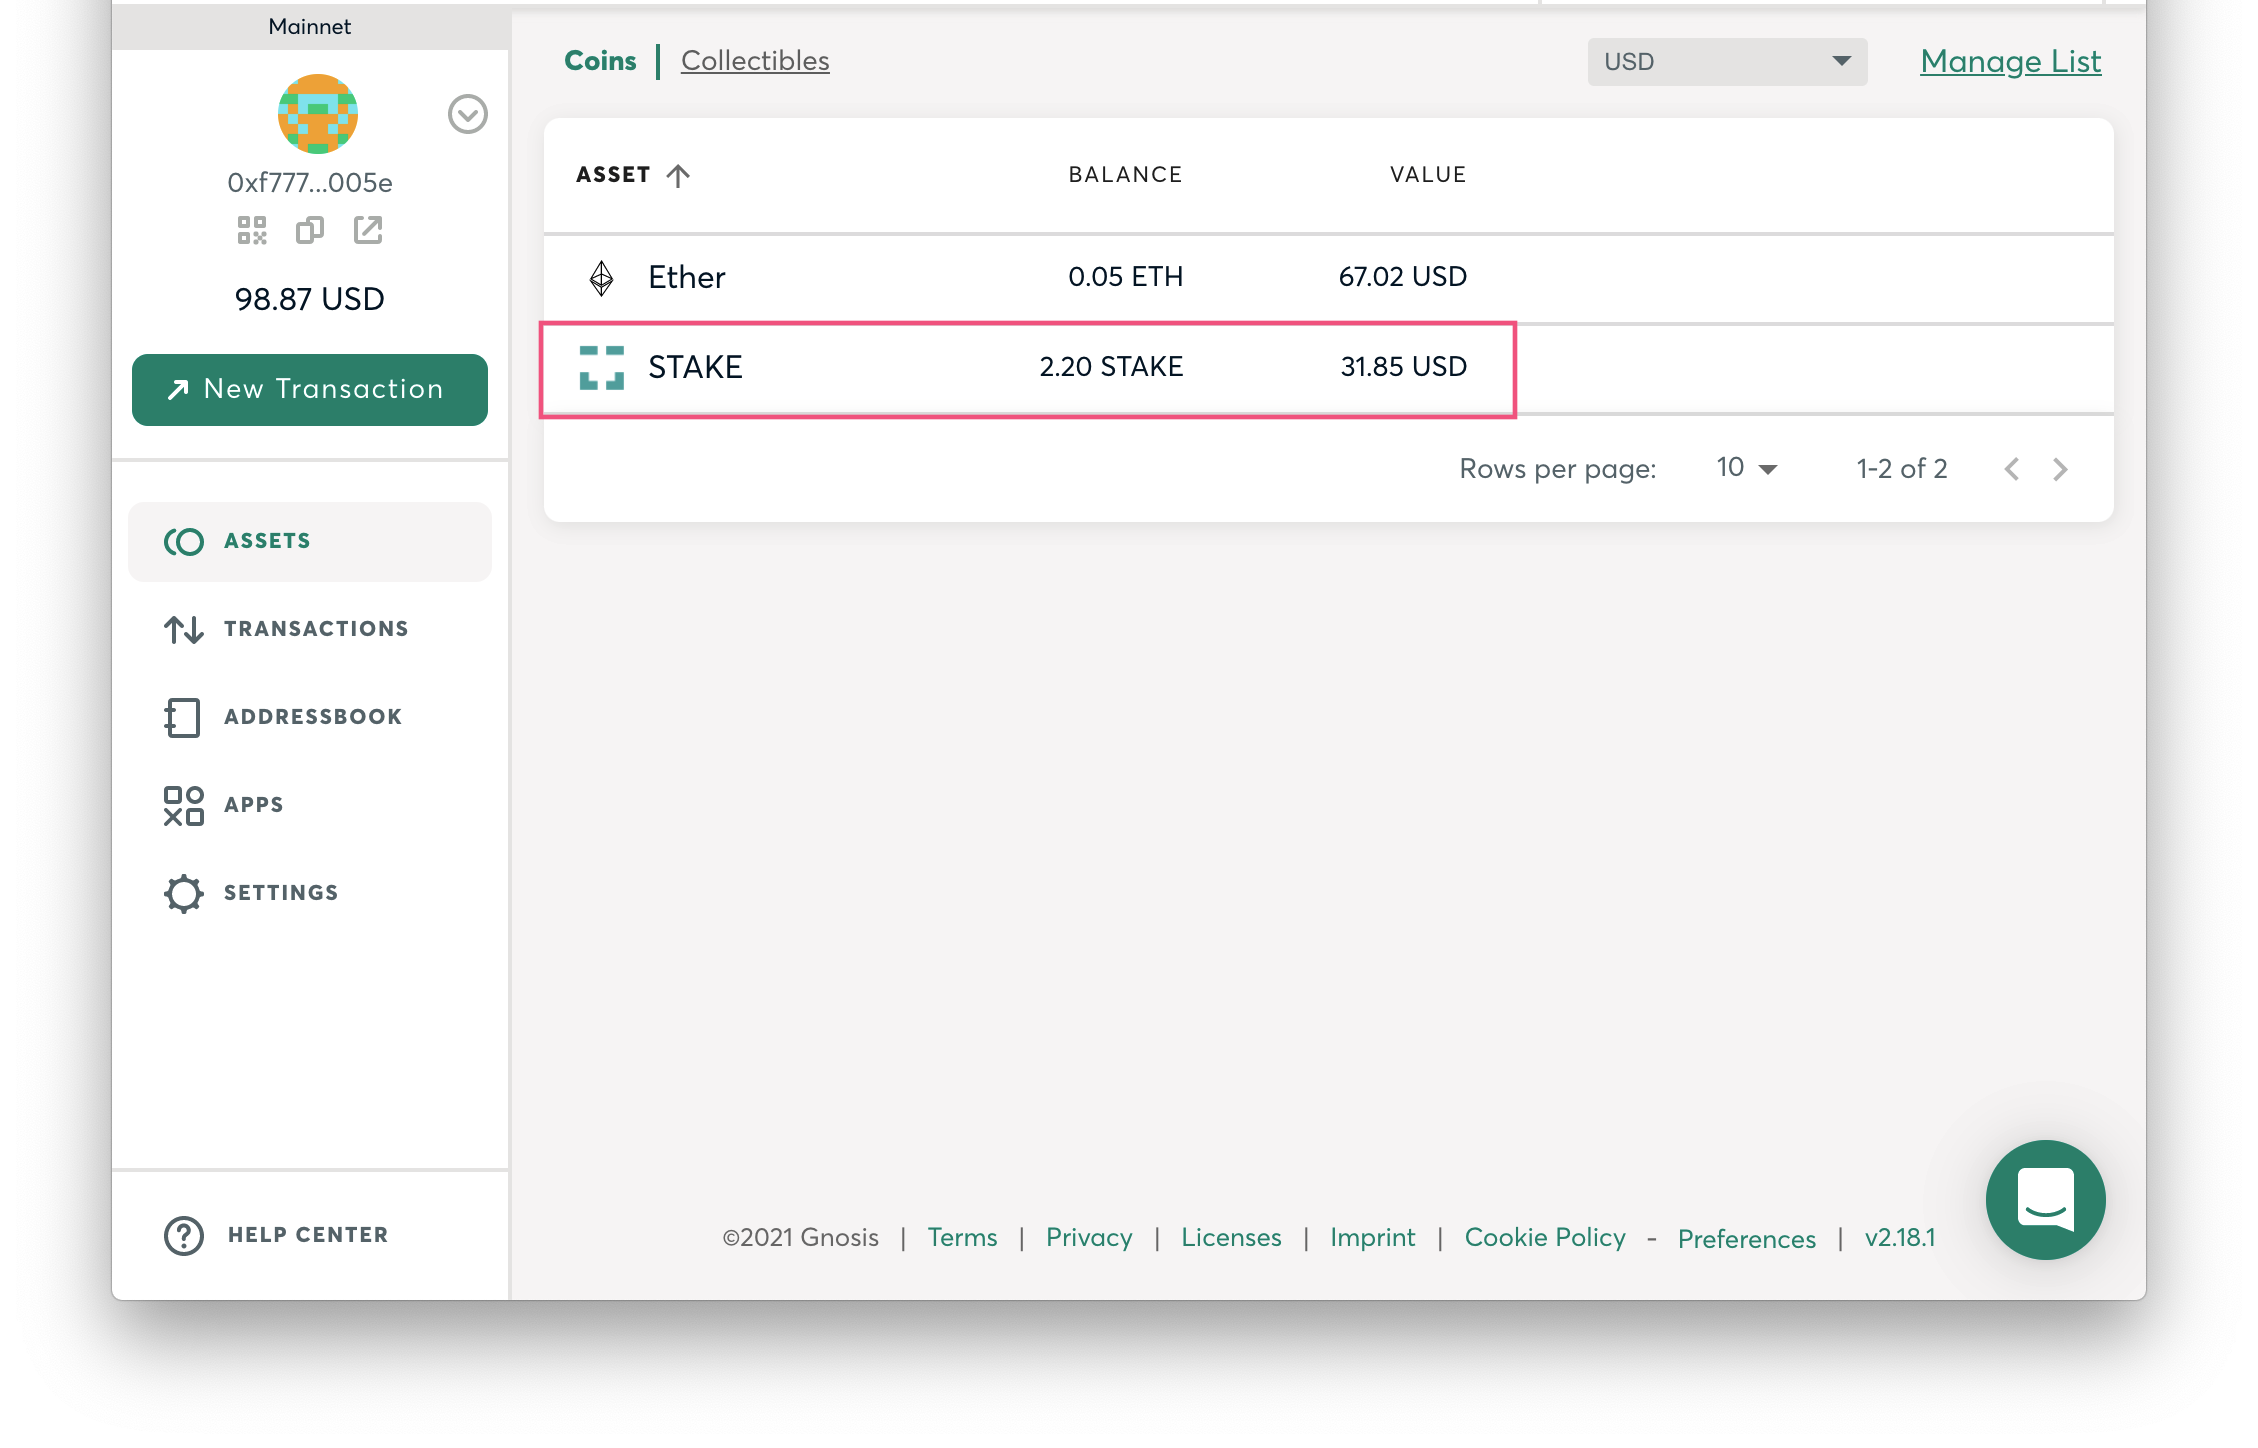 Mainnet
0xf777...005e
98.87 USD
New Transaction
ASSETS
TRANSACTIONS
ADDRESSBOOK
APPS
SETTINGS
HELP CENTER
Coins | Collectibles
USD
Manage List
ASSET BALANCE VALUE
Ether 0.05 ETH 67.02 USD
STAKE 2.20 STAKE 31.85 USD
Rows per page: 10 1-2 of 2
©2021 Gnosis | Terms | Privacy | Licenses | Imprint | Cookie Policy - Preferences | v2.18.1